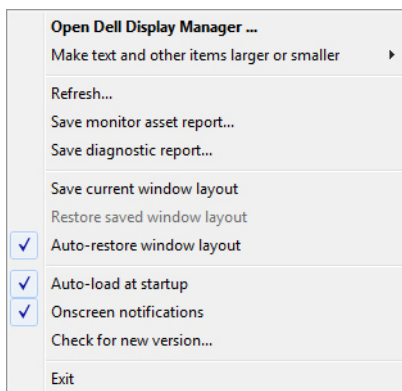 Open Dell Display Manager ...
Make text and other items larger or smaller
Refresh...
Save monitor asset report...
Save diagnostic report...
Save current window layout
Restore saved window layout
Auto-restore window layout
Auto-load at startup
Onscreen notifications
Check for new version...
Exit